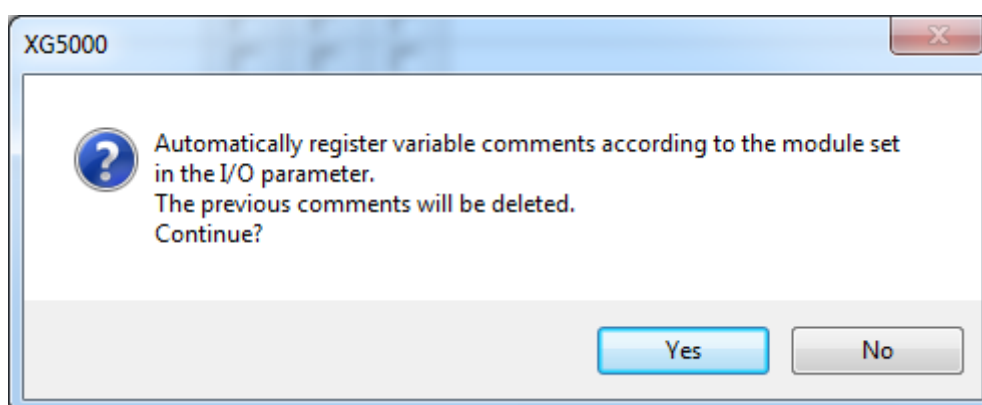 XG5000
Automatically register variable comments according to the module set
in the I/O parameter.
The previous comments will be deleted.
Continue?
Yes
No